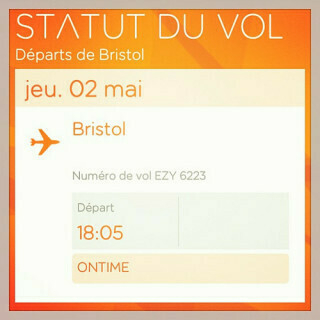 STATUT DU VOL
Départs de Bristol
jeu. 02 mai
Bristol
Numéro de vol EZY 6223
Départ
18:05
ONTIME